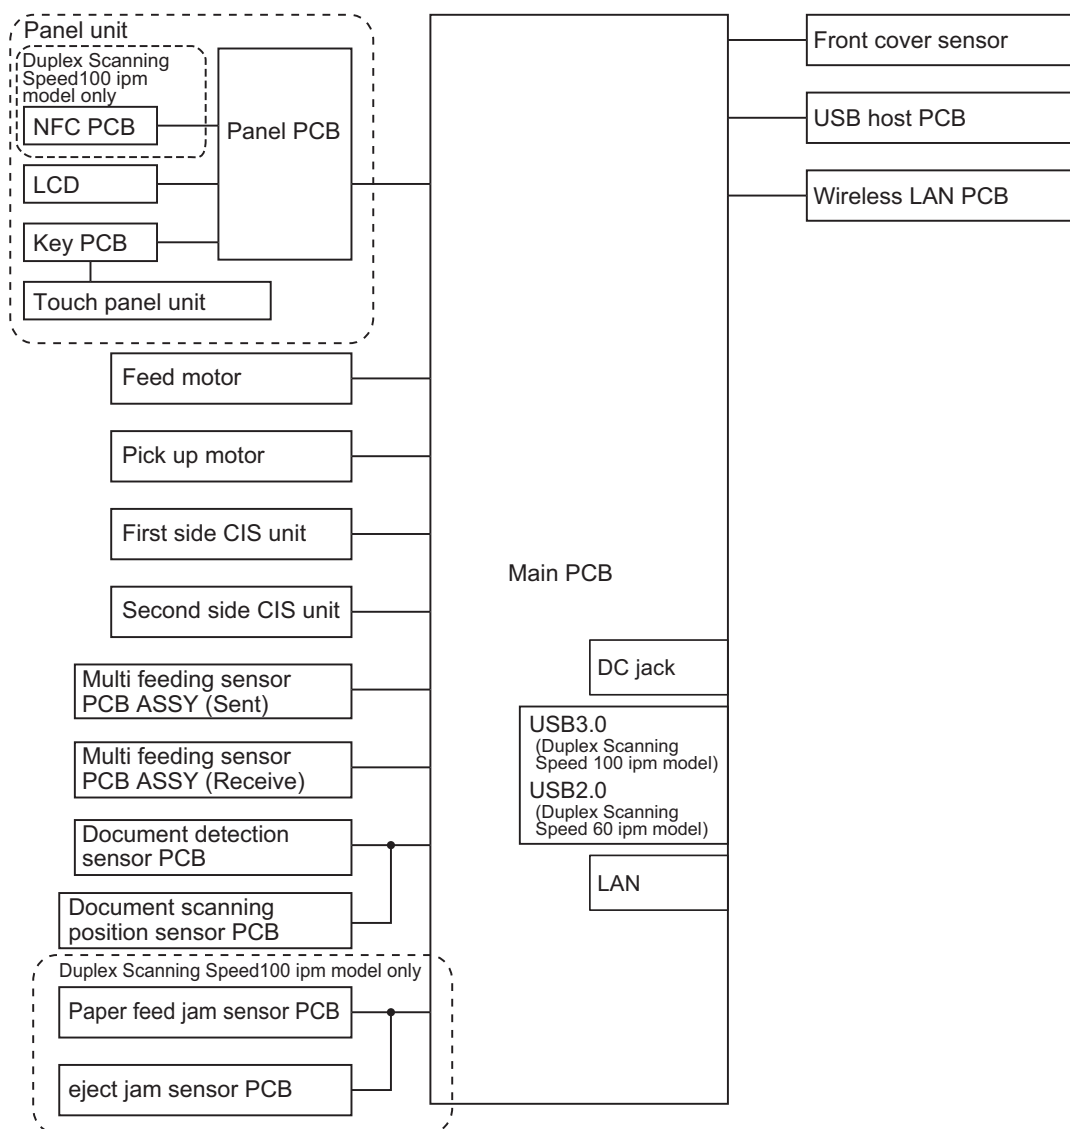 Panel unit
Duplex Scanning
Speed100 ipm
model only
NFC PCB
Panel PCB
LCD
Key PCB
Touch panel unit
Feed motor
Pick up motor
First side CIS unit
Second side CIS unit
Multi feeding sensor
PCB ASSY (Sent)
Multi feeding sensor
PCB ASSY (Receive)
Document detection
sensor PCB
Document scanning
position sensor PCB
Duplex Scanning Speed100 ipm model only
Paper feed jam sensor PCB
eject jam sensor PCB
Main PCB
DC jack
USB3.0
(Duplex Scanning
Speed 100 ipm model)
USB2.0
(Duplex Scanning
Speed 60 ipm model)
LAN
Front cover sensor
USB host PCB
Wireless LAN PCB